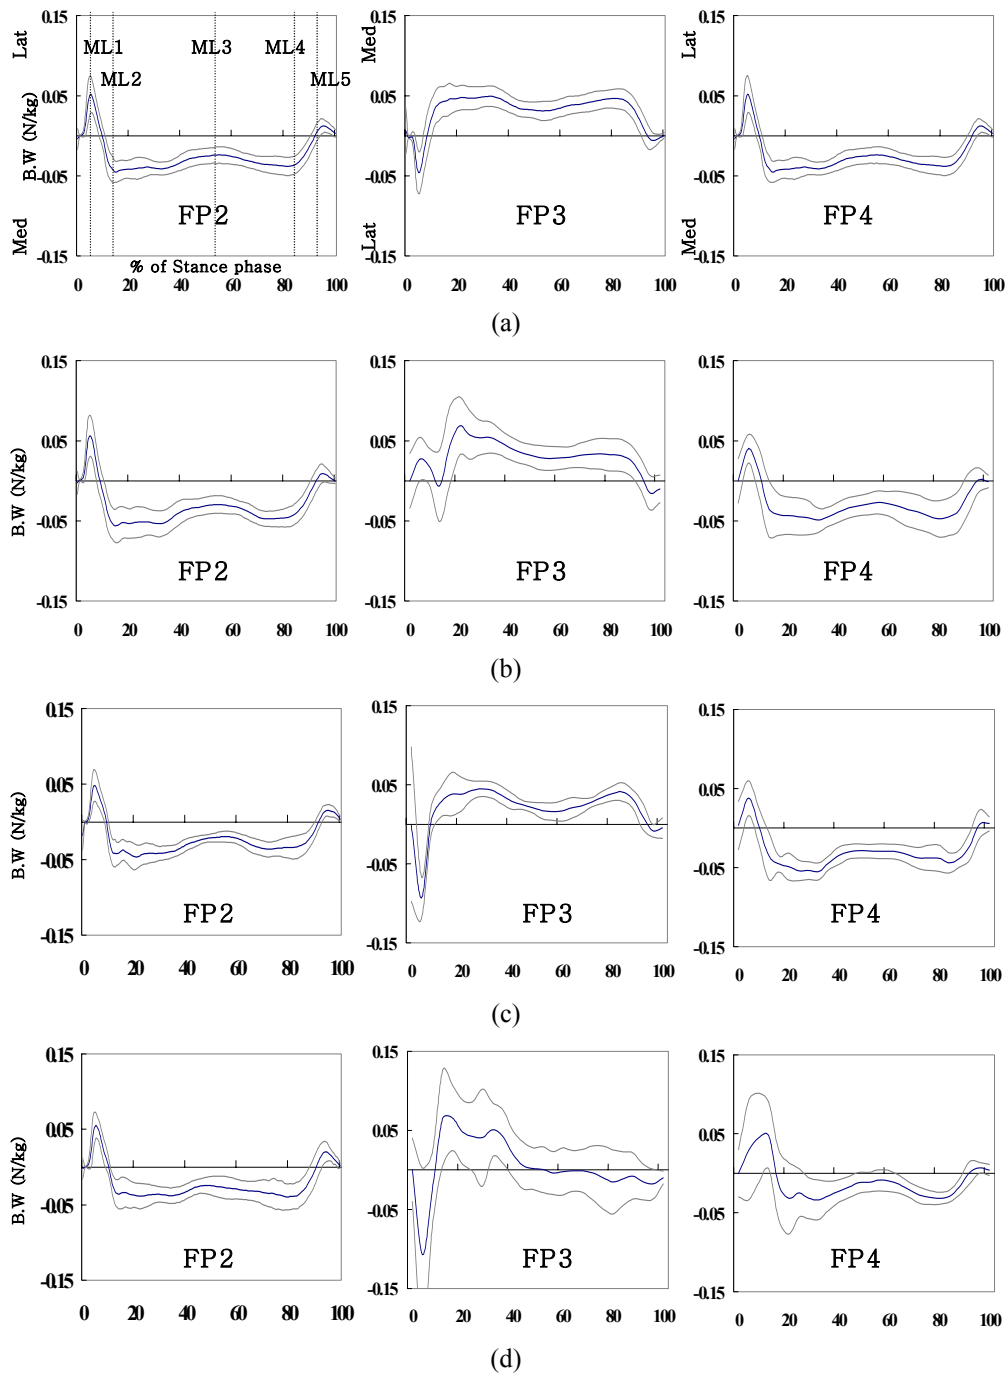 0.15 0.15 0.15
Lat Med Lat
ML1 ML3 ML4
ML2 ML5
0.05 0.05 0.05
B.W (N/kg)
-0.05 -0.05 -0.05
FP2 FP3 FP4
Med Lat Med
-0.15 -0.15 -0.15
% of Stance phase
0 20 40 60 80 100 0 20 40 60 80 100 0 20 40 60 80 100
(a)
0.15 0.15 0.15
0.05 0.05 0.05
B.W (N/kg)
-0.05 -0.05 -0.05
FP2 FP3 FP4
-0.15 -0.15 -0.15
0 20 40 60 80 100 0 20 40 60 80 100 0 20 40 60 80 100
(b)
0.15 0.15 0.15
0.05 0.05 0.05
B.W (N/kg)
-0.05 -0.05 -0.05
FP2 FP3 FP4
-0.15 -0.15 -0.15
0 20 40 60 80 100 0 20 40 60 80 100 0 20 40 60 80 100
(c)
0.15 0.15 0.15
0.05 0.05 0.05
B.W (N/kg)
-0.05 -0.05 -0.05
FP2 FP3 FP4
-0.15 -0.15 -0.15
0 20 40 60 80 100 0 20 40 60 80 100 0 20 40 60 80 100
(d)